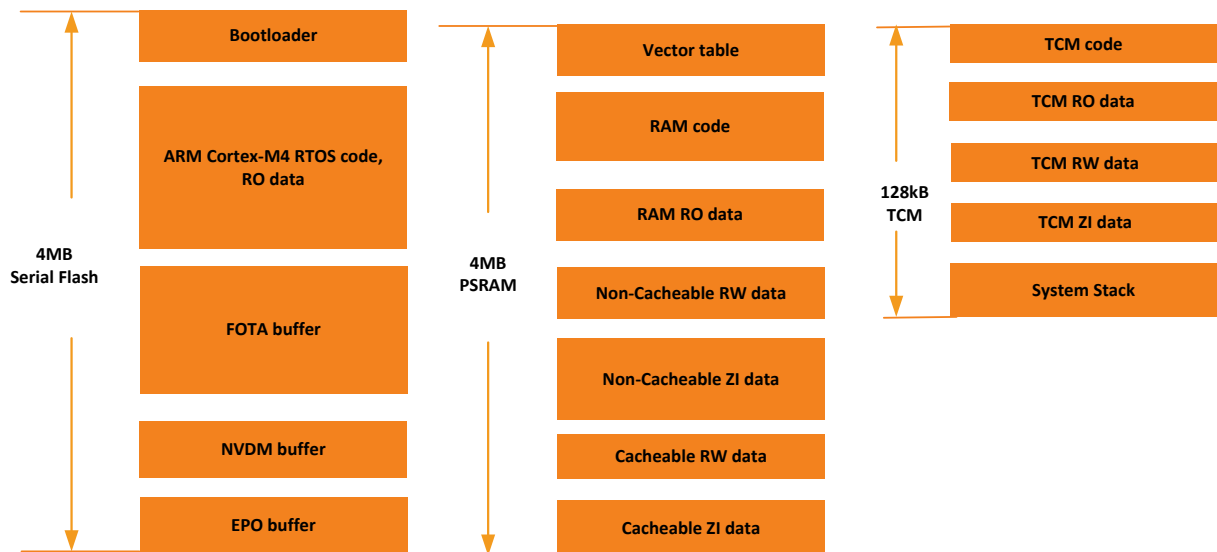 Bootloader
ARM Cortex-M4 RTOS code,
RO data
4MB
Serial Flash
FOTA buffer
NVDM buffer
EPO buffer
Vector table
RAM code
RAM RO data
4MB
PSRAM
Non-Cacheable RW data
Non-Cacheable ZI data
Cacheable RW data
Cacheable ZI data
TCM code
TCM RO data
TCM RW data
128kB
TCM
TCM ZI data
System Stack